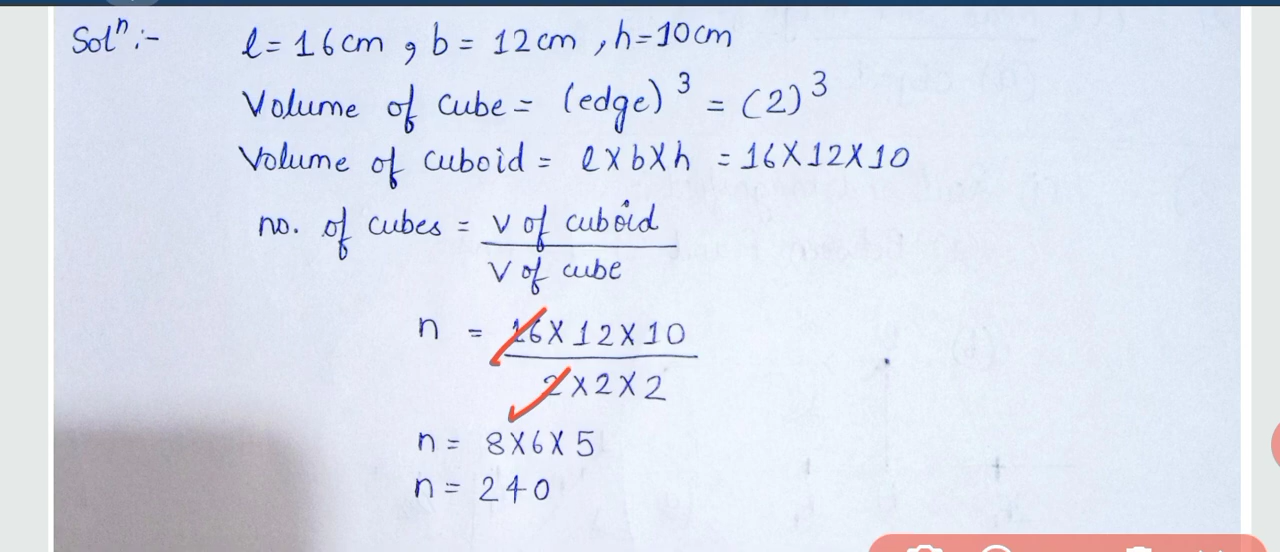 Solⁿ :- l = 16cm , b = 12cm , h=10cm
Volume of cube = (edge)³ = (2)³
Volume of cuboid = l×b×h = 16×12×10
no. of cubes = v of cuboid
V of cube
n = 16×12×10
2×2×2
n = 8×6×5
n = 240